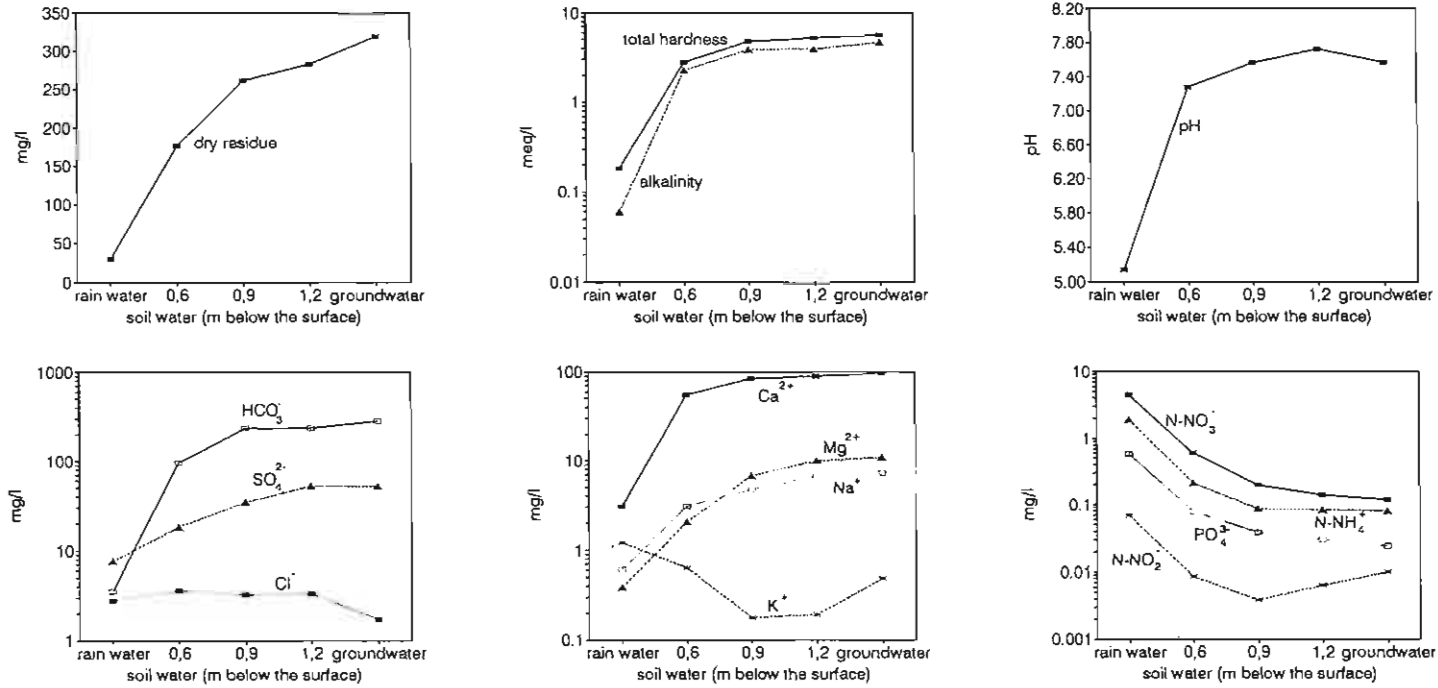 350
300
250
200
150
100
50
0
mg/l
dry residue
rain water 0,6 0,9 1,2 groundwater
soil water (m below the surface)
10
1
0.1
0.01
meq/l
total hardness
alkalinity
rain water 0,6 0,9 1,2 groundwater
soil water (m below the surface)
8.20
7.80
7.40
7.00
6.60
6.20
5.80
5.40
5.00
pH
pH
rain water 0,6 0,9 1,2 groundwater
soil water (m below the surface)
1000
100
10
1
mg/l
HCO₃⁻
SO₄²⁻
Cl⁻
rain water 0,6 0,9 1,2 groundwater
soil water (m below the surface)
100
10
1
0.1
mg/l
Ca²⁺
Mg²⁺
Na⁺
K⁺
rain water 0,6 0,9 1,2 groundwater
soil water (m below the surface)
10
1
0.1
0.01
0.001
mg/l
N-NO₃⁻
N-NH₄⁺
PO₄³⁻
N-NO₂⁻
rain water 0,6 0,9 1,2 groundwater
soil water (m below the surface)